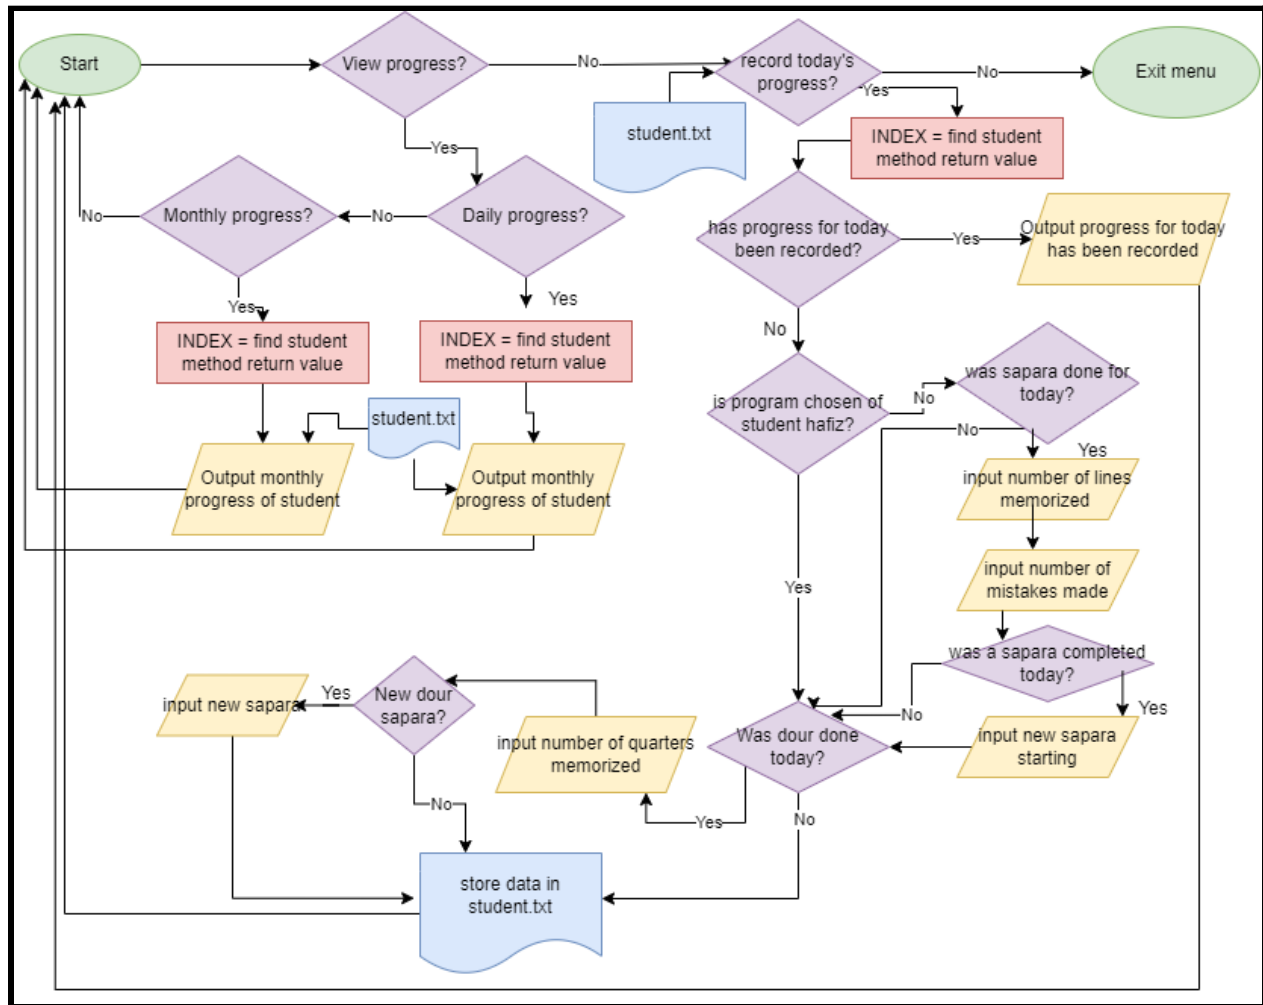 Start
View progress?
No
record today's
progress?
No
Exit menu
Yes
student.txt
INDEX = find student
method return value
Yes
No
Monthly progress?
No
Daily progress?
has progress for today
been recorded?
Yes
Output progress for today
has been recorded
Yes
Yes
INDEX = find student
method return value
INDEX = find student
method return value
No
is program chosen of
student hafiz?
No
was sapara done for
today?
student.txt
No
Yes
Output monthly
progress of student
Output monthly
progress of student
input number of lines
memorized
input number of
mistakes made
Yes
was a sapara completed
today?
No
Yes
input new sapara
Yes
New dour
sapara?
input number of quarters
memorized
Was dour done
today?
input new sapara
starting
No
Yes
No
store data in
student.txt